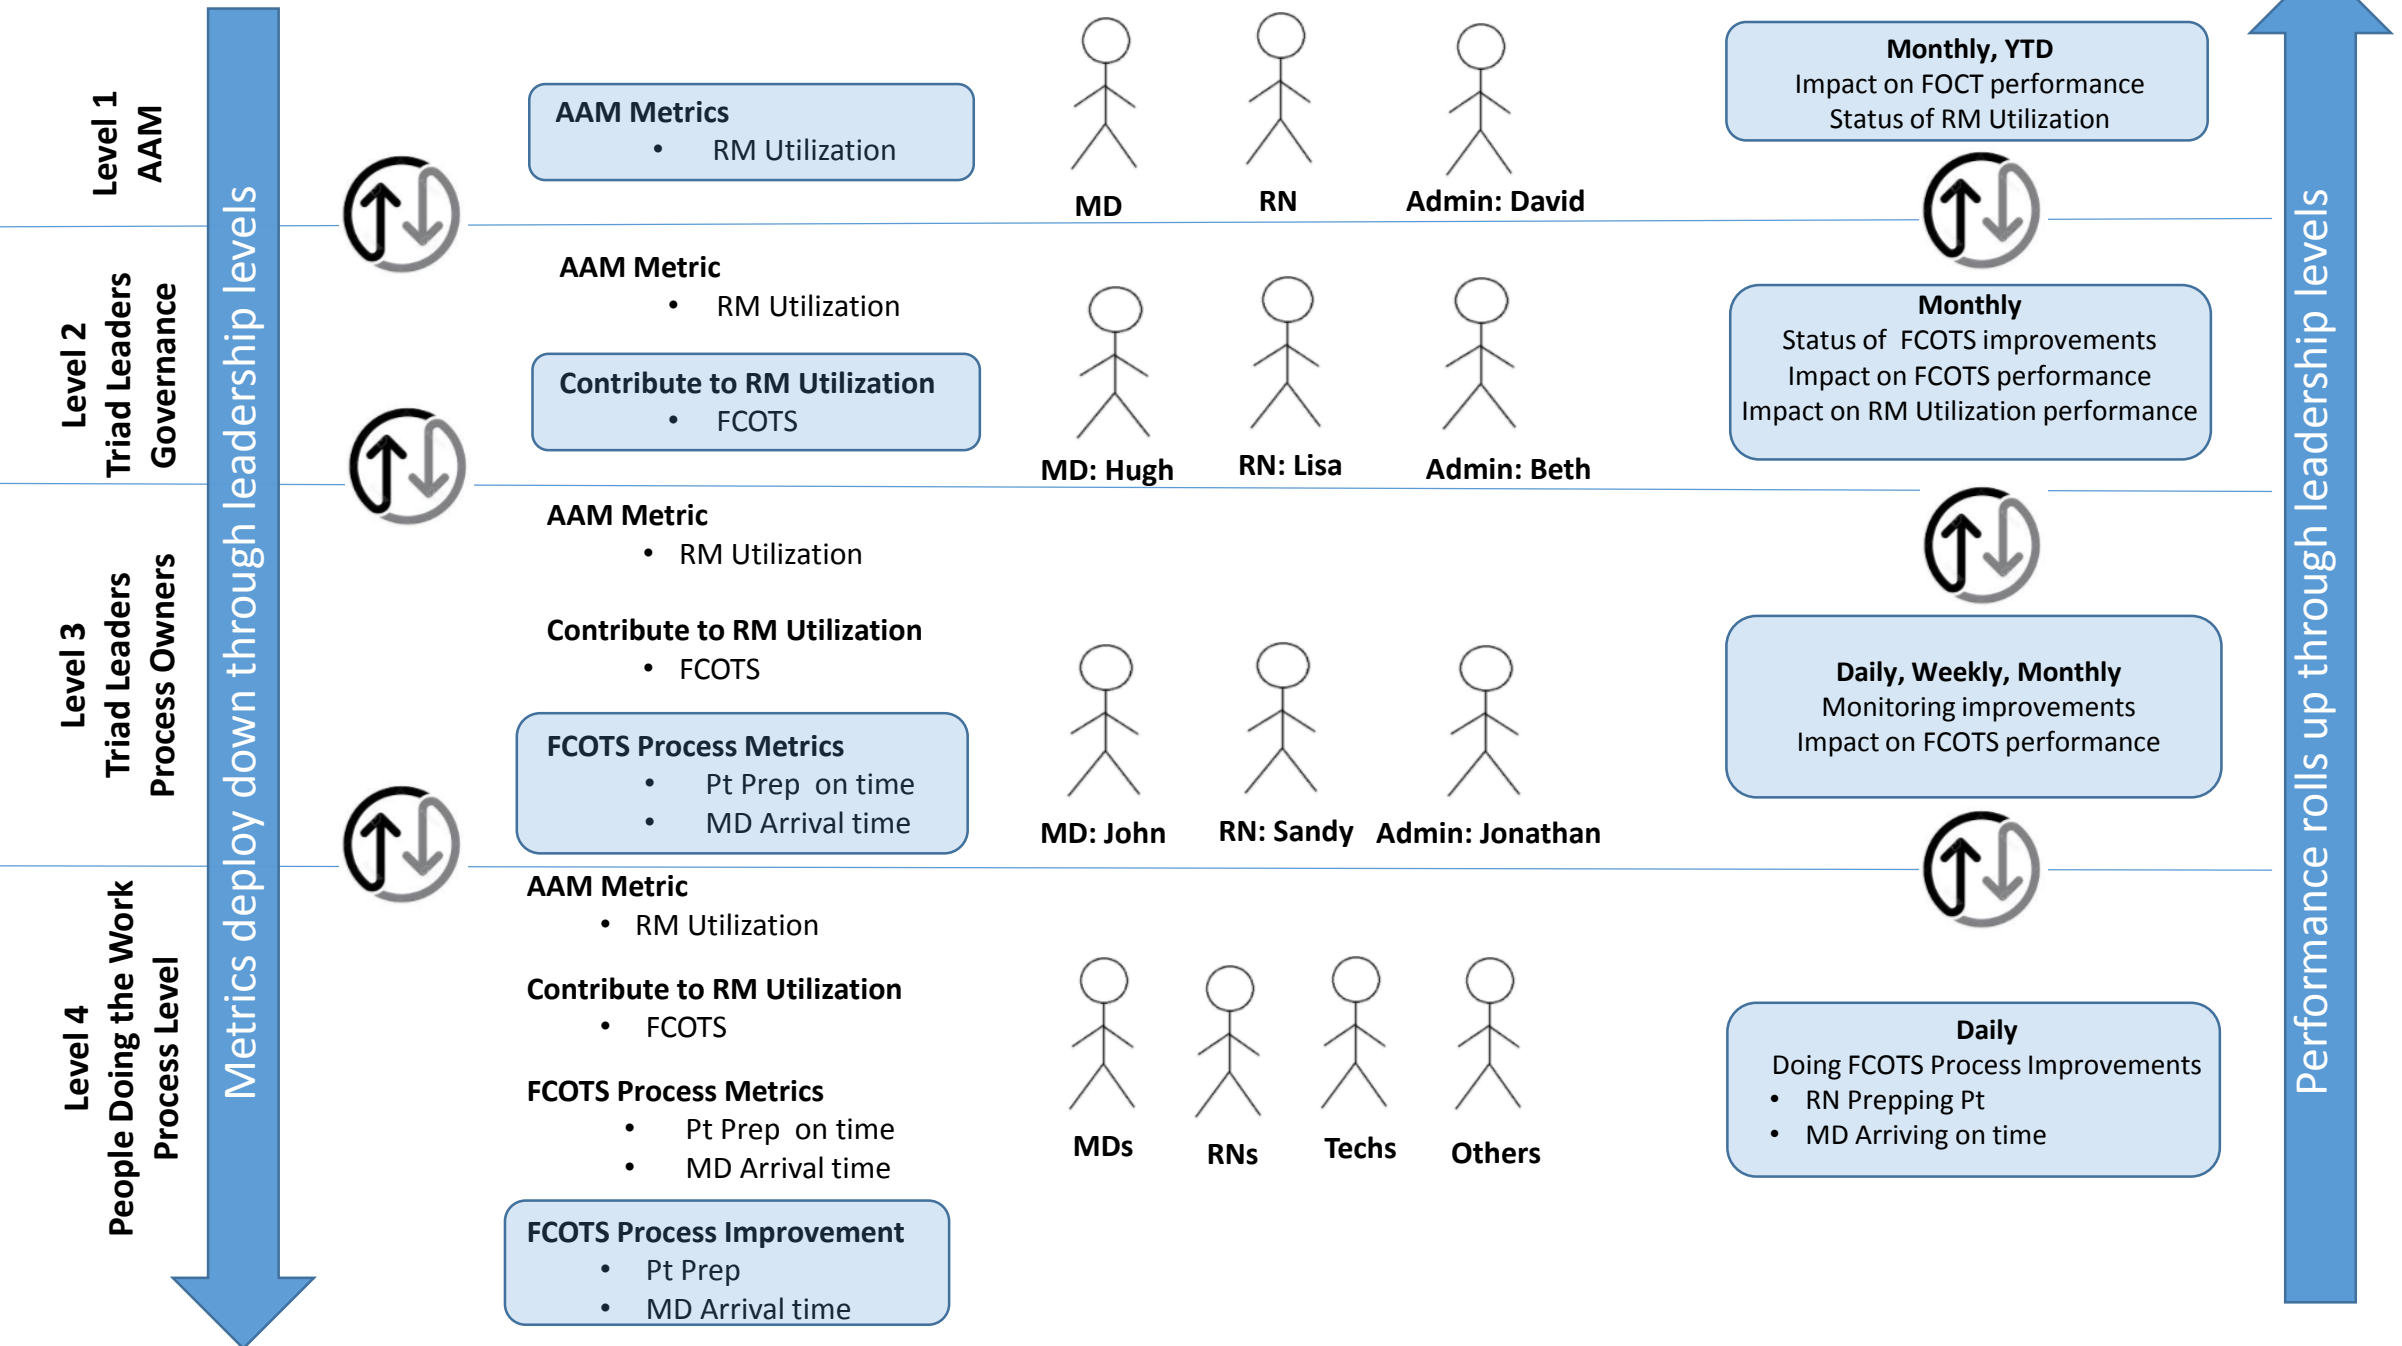 Level 1
AAM
AAM Metrics
• RM Utilization
MD
RN
Admin: David
Monthly, YTD
Impact on FOCT performance
Status of RM Utilization
Metrics deploy down through leadership levels
Performance rolls up through leadership levels
Level 2
Triad Leaders
Governance
AAM Metric
• RM Utilization
Contribute to RM Utilization
• FCOTS
MD: Hugh
RN: Lisa
Admin: Beth
Monthly
Status of FCOTS improvements
Impact on FCOTS performance
Impact on RM Utilization performance
Level 3
Triad Leaders
Process Owners
AAM Metric
• RM Utilization
Contribute to RM Utilization
• FCOTS
FCOTS Process Metrics
• Pt Prep on time
• MD Arrival time
MD: John
RN: Sandy
Admin: Jonathan
Daily, Weekly, Monthly
Monitoring improvements
Impact on FCOTS performance
Level 4
People Doing the Work
Process Level
AAM Metric
• RM Utilization
Contribute to RM Utilization
• FCOTS
FCOTS Process Metrics
• Pt Prep on time
• MD Arrival time
FCOTS Process Improvement
• Pt Prep
• MD Arrival time
MDs
RNs
Techs
Others
Daily
Doing FCOTS Process Improvements
• RN Prepping Pt
• MD Arriving on time